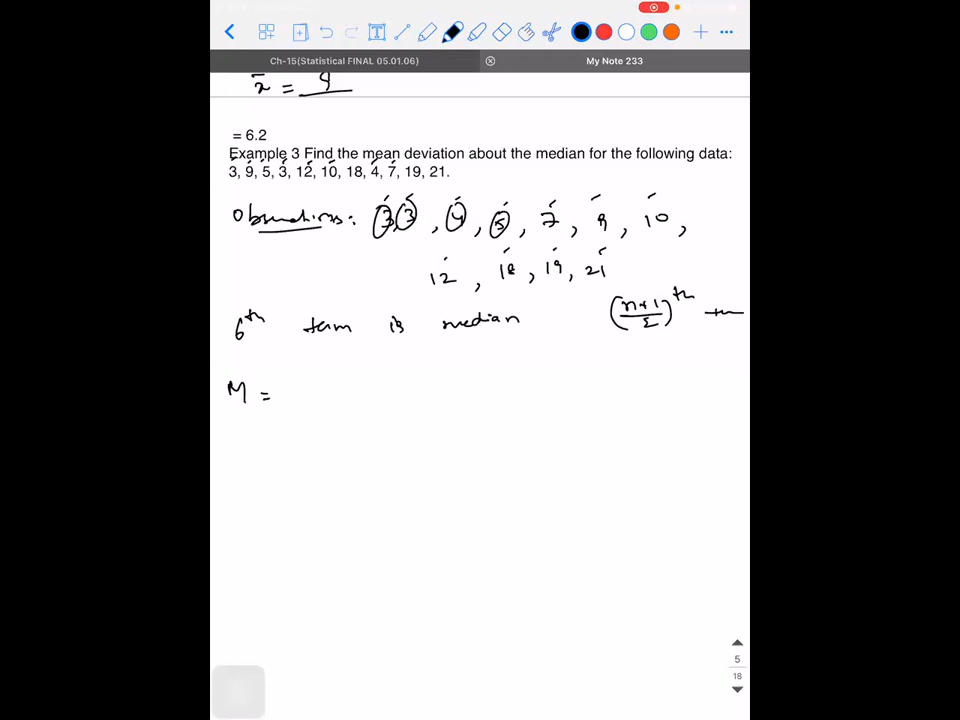 Ch-15(Statistical FINAL 05.01.06)
My Note 233
x̄ = 9
= 6.2
Example 3 Find the mean deviation about the median for the following data:
3, 9, 5, 3, 12, 10, 18, 4, 7, 19, 21.
Observations: 3, 3, 4, 5, 7, 9, 10,
12, 18, 19, 21
6th term is median (n+1/2)th
M =
5
18